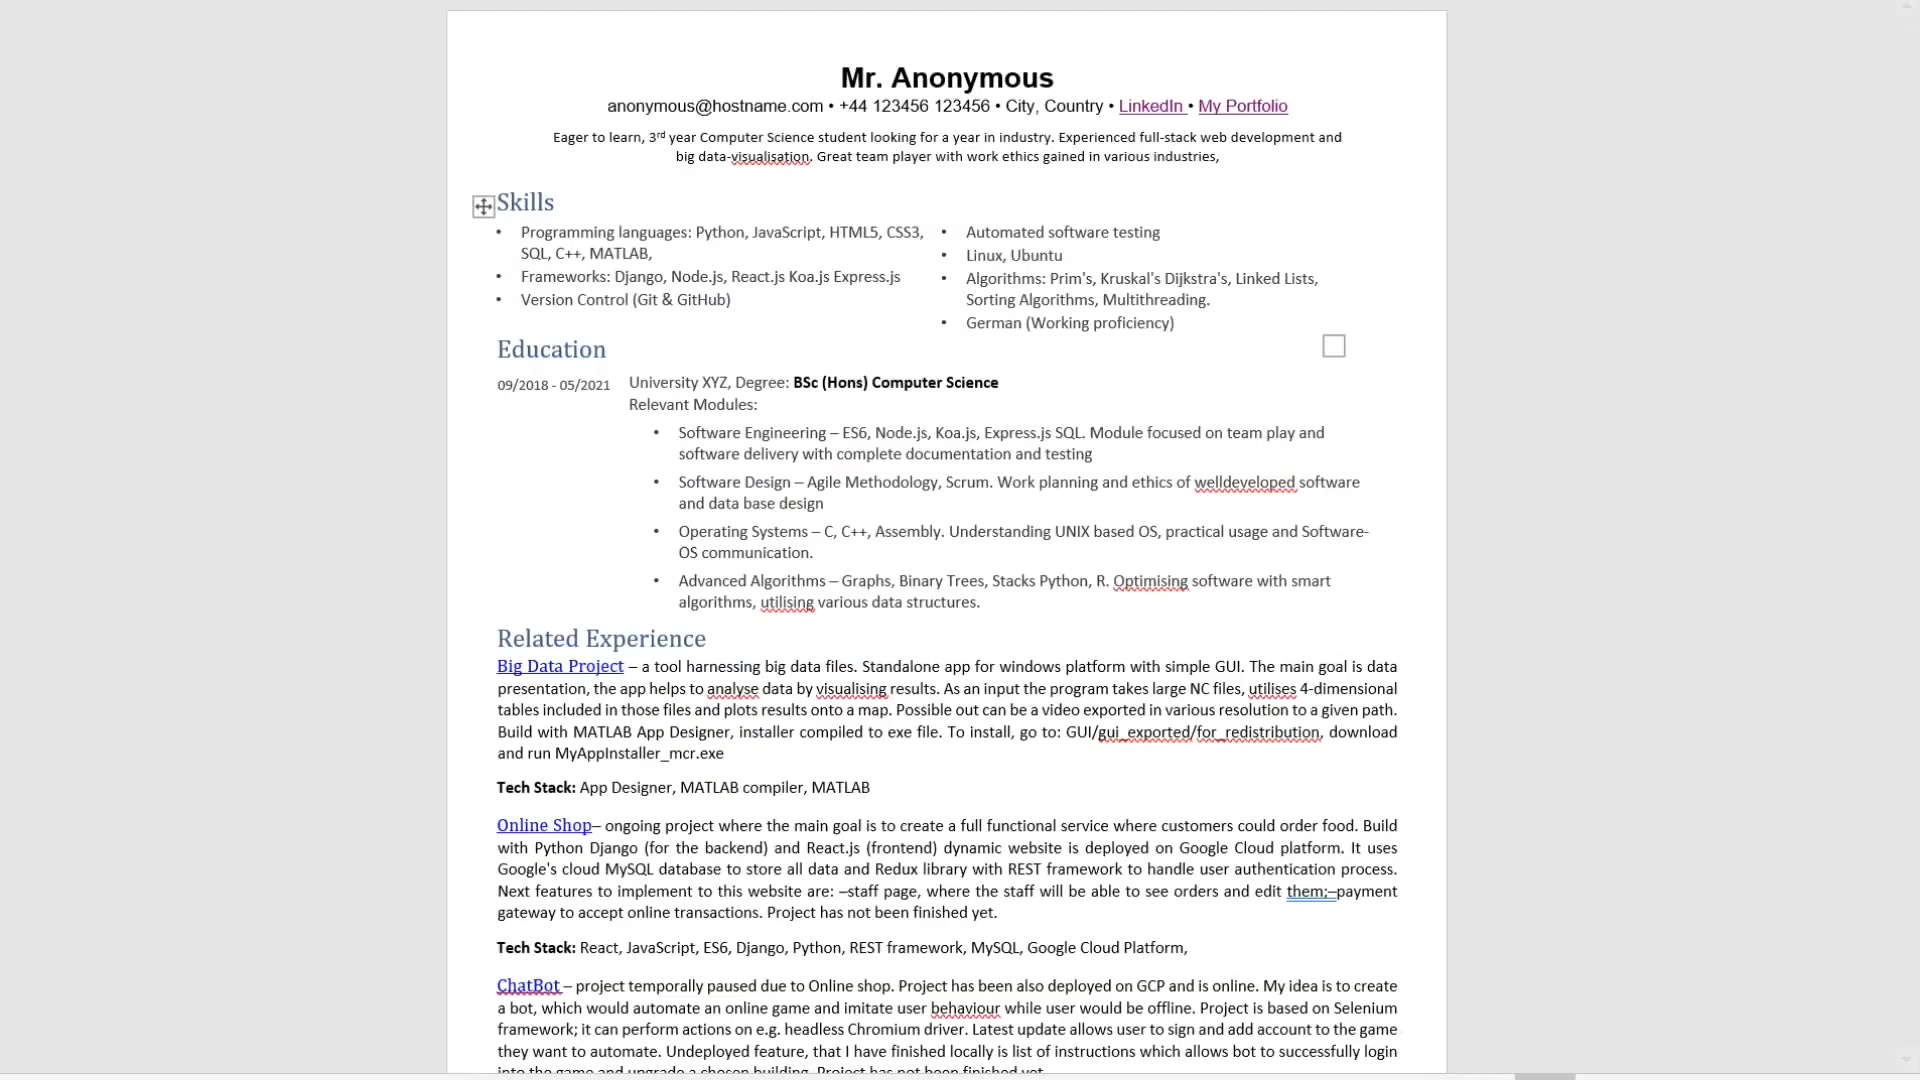 Mr. Anonymous
anonymous@hostname.com • +44 123456 123456 • City, Country • LinkedIn • My Portfolio
Eager to learn, 3rd year Computer Science student looking for a year in industry. Experienced full-stack web development and
big data-visualisation. Great team player with work ethics gained in various industries,
Skills
• Programming languages: Python, JavaScript, HTML5, CSS3,
SQL, C++, MATLAB,
• Frameworks: Django, Node.js, React.js Koa.js Express.js
• Version Control (Git & GitHub)
• Automated software testing
• Linux, Ubuntu
• Algorithms: Prim's, Kruskal's Dijkstra's, Linked Lists,
Sorting Algorithms, Multithreading.
• German (Working proficiency)
Education
09/2018 - 05/2021 University XYZ, Degree: BSc (Hons) Computer Science
Relevant Modules:
• Software Engineering – ES6, Node.js, Koa.js, Express.js SQL. Module focused on team play and
software delivery with complete documentation and testing
• Software Design – Agile Methodology, Scrum. Work planning and ethics of welldeveloped software
and data base design
• Operating Systems – C, C++, Assembly. Understanding UNIX based OS, practical usage and Software-
OS communication.
• Advanced Algorithms – Graphs, Binary Trees, Stacks Python, R. Optimising software with smart
algorithms, utilising various data structures.
Related Experience
Big Data Project – a tool harnessing big data files. Standalone app for windows platform with simple GUI. The main goal is data
presentation, the app helps to analyse data by visualising results. As an input the program takes large NC files, utilises 4-dimensional
tables included in those files and plots results onto a map. Possible out can be a video exported in various resolution to a given path.
Build with MATLAB App Designer, installer compiled to exe file. To install, go to: GUI/gui_exported/for_redistribution, download
and run MyAppInstaller_mcr.exe
Tech Stack: App Designer, MATLAB compiler, MATLAB
Online Shop– ongoing project where the main goal is to create a full functional service where customers could order food. Build
with Python Django (for the backend) and React.js (frontend) dynamic website is deployed on Google Cloud platform. It uses
Google's cloud MySQL database to store all data and Redux library with REST framework to handle user authentication process.
Next features to implement to this website are: –staff page, where the staff will be able to see orders and edit them;–payment
gateway to accept online transactions. Project has not been finished yet.
Tech Stack: React, JavaScript, ES6, Django, Python, REST framework, MySQL, Google Cloud Platform,
ChatBot – project temporally paused due to Online shop. Project has been also deployed on GCP and is online. My idea is to create
a bot, which would automate an online game and imitate user behaviour while user would be offline. Project is based on Selenium
framework; it can perform actions on e.g. headless Chromium driver. Latest update allows user to sign and add account to the game
they want to automate. Undeployed feature, that I have finished locally is list of instructions which allows bot to successfully login
into the game and upgrade a chosen building. Project has not been finished yet.